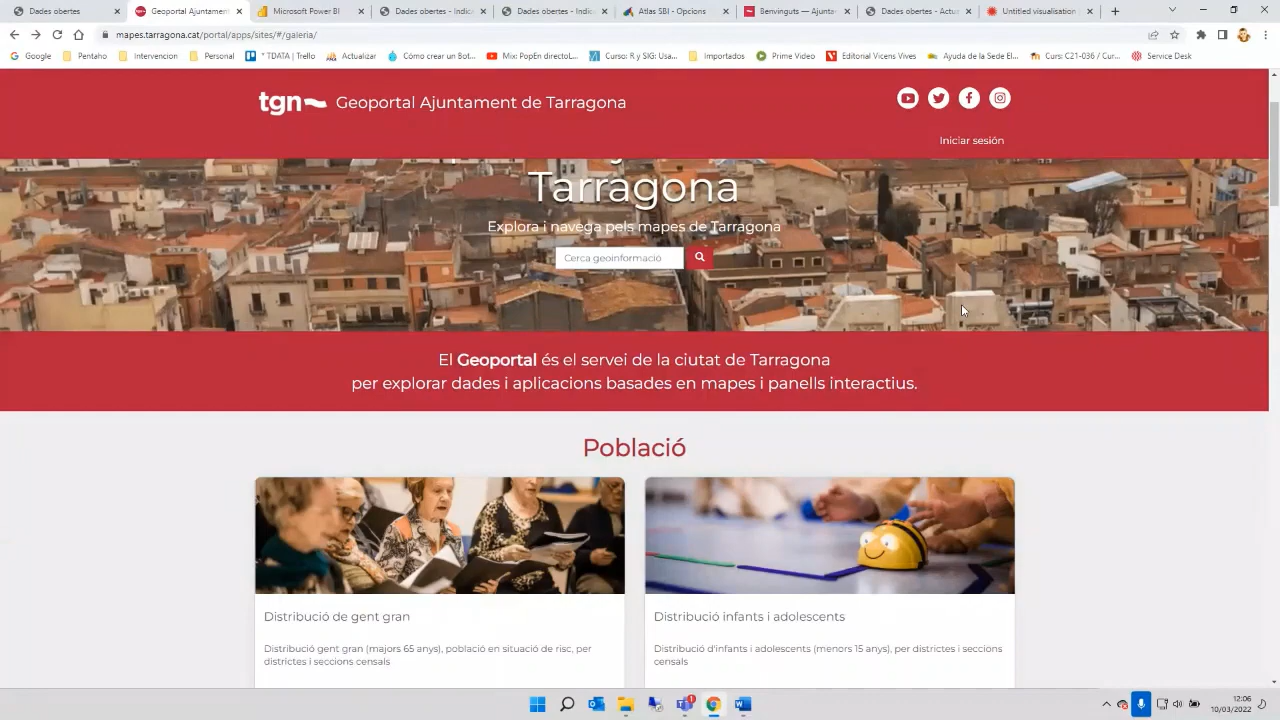 Dades obertes
Geoportal Ajuntament
Microsoft Power BI
Dades obertes - Indic
Dades obertes - Indic
Atlas SBI - Opcions
Benvinguts — Ajunta
Dades obertes - Actu
Untitled visualisation
mapes.tarragona.cat/portal/apps/sites/#/galeria/
Google
Pentaho
Intervencion
Personal
* TDATA | Trello
Actualizar
Cómo crear un Bot...
Mix: PopEn directoL...
Curso: R y SIG: Usa...
Importados
Prime Video
Editorial Vicens Vives
Ayuda de la Sede El...
Curs: C21-036 / Cur...
Service Desk
tgn
Geoportal Ajuntament de Tarragona
Iniciar sesión
Tarragona
Explora i navega pels mapes de Tarragona
Cerca geoinformació
El Geoportal és el servei de la ciutat de Tarragona
per explorar dades i aplicacions basades en mapes i panells interactius.
Població
Distribució de gent gran
Distribució gent gran (majors 65 anys), població en situació de risc, per
districtes i seccions censals
Distribució infants i adolescents
Distribució d'infants i adolescents (menors 15 anys), per districtes i seccions
censals
1
12:06
10/03/2022